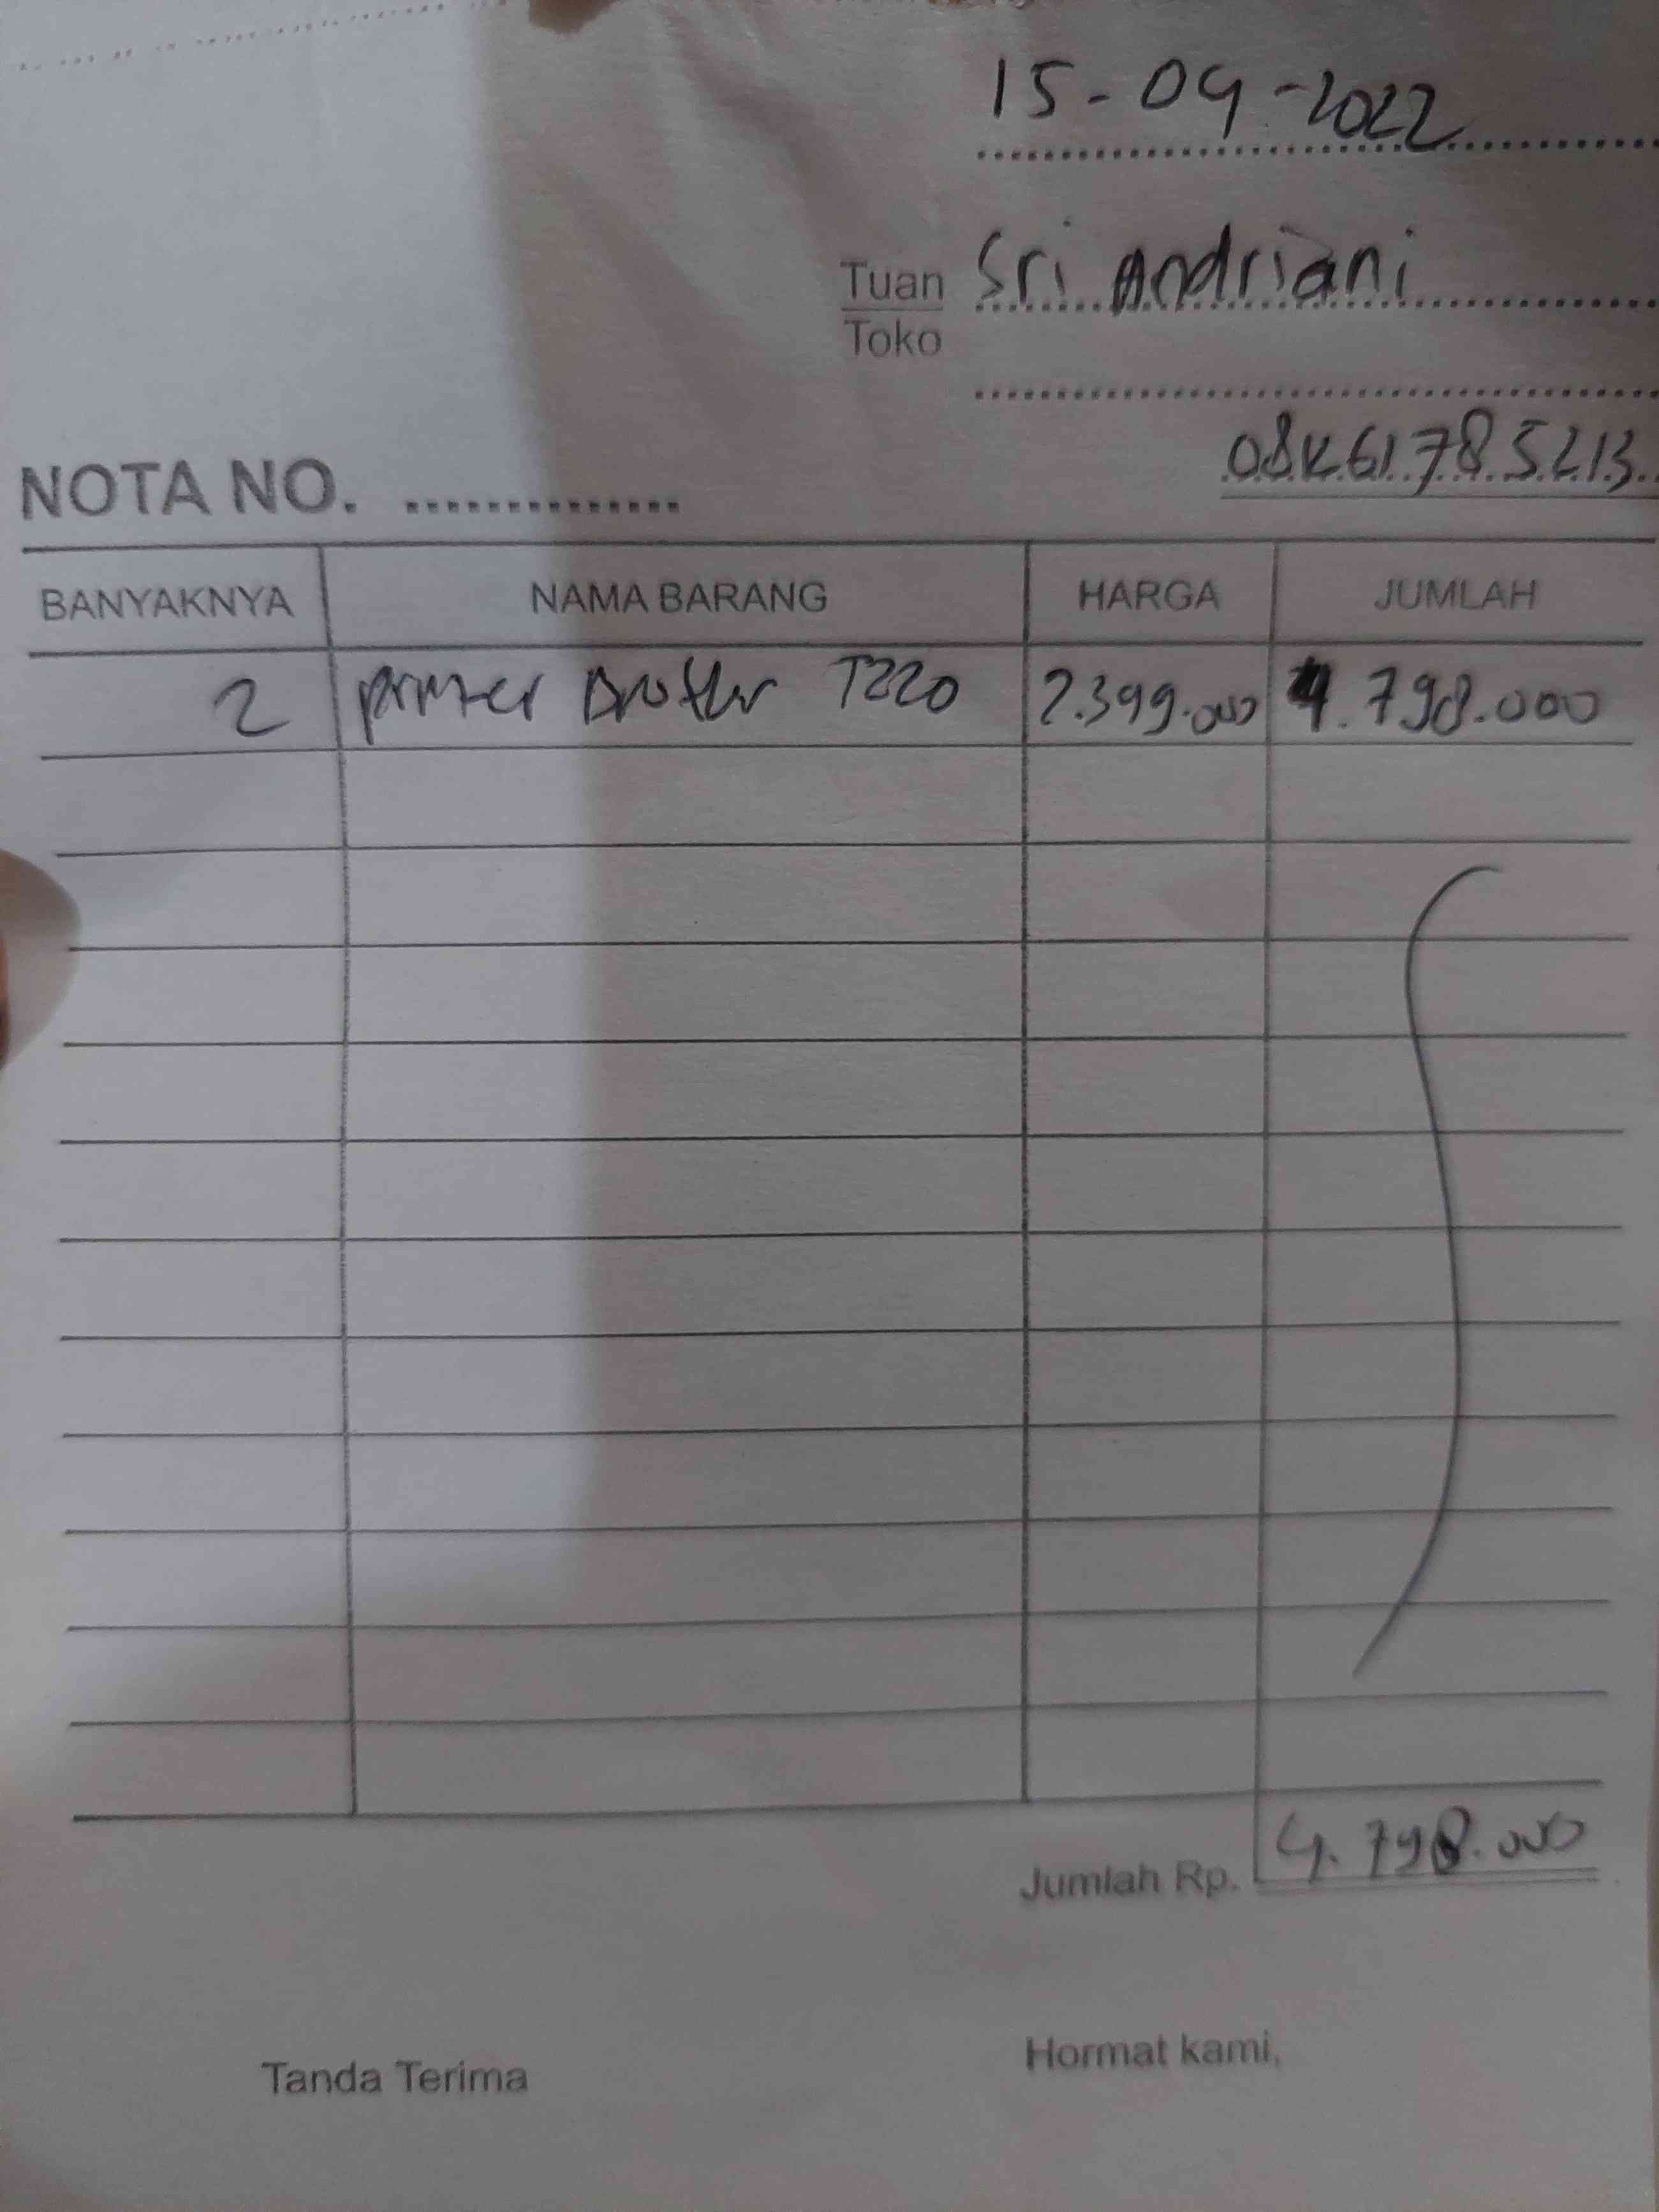 15-04-2022
Tuan Sri Andriani
Toko
NOTA NO. ..............
BANYAKNYA NAMA BARANG HARGA JUMLAH
2 printer Brother T220 2.399.000 4.798.000
Jumlah Rp. 4.798.000
Tanda Terima Hormat kami,